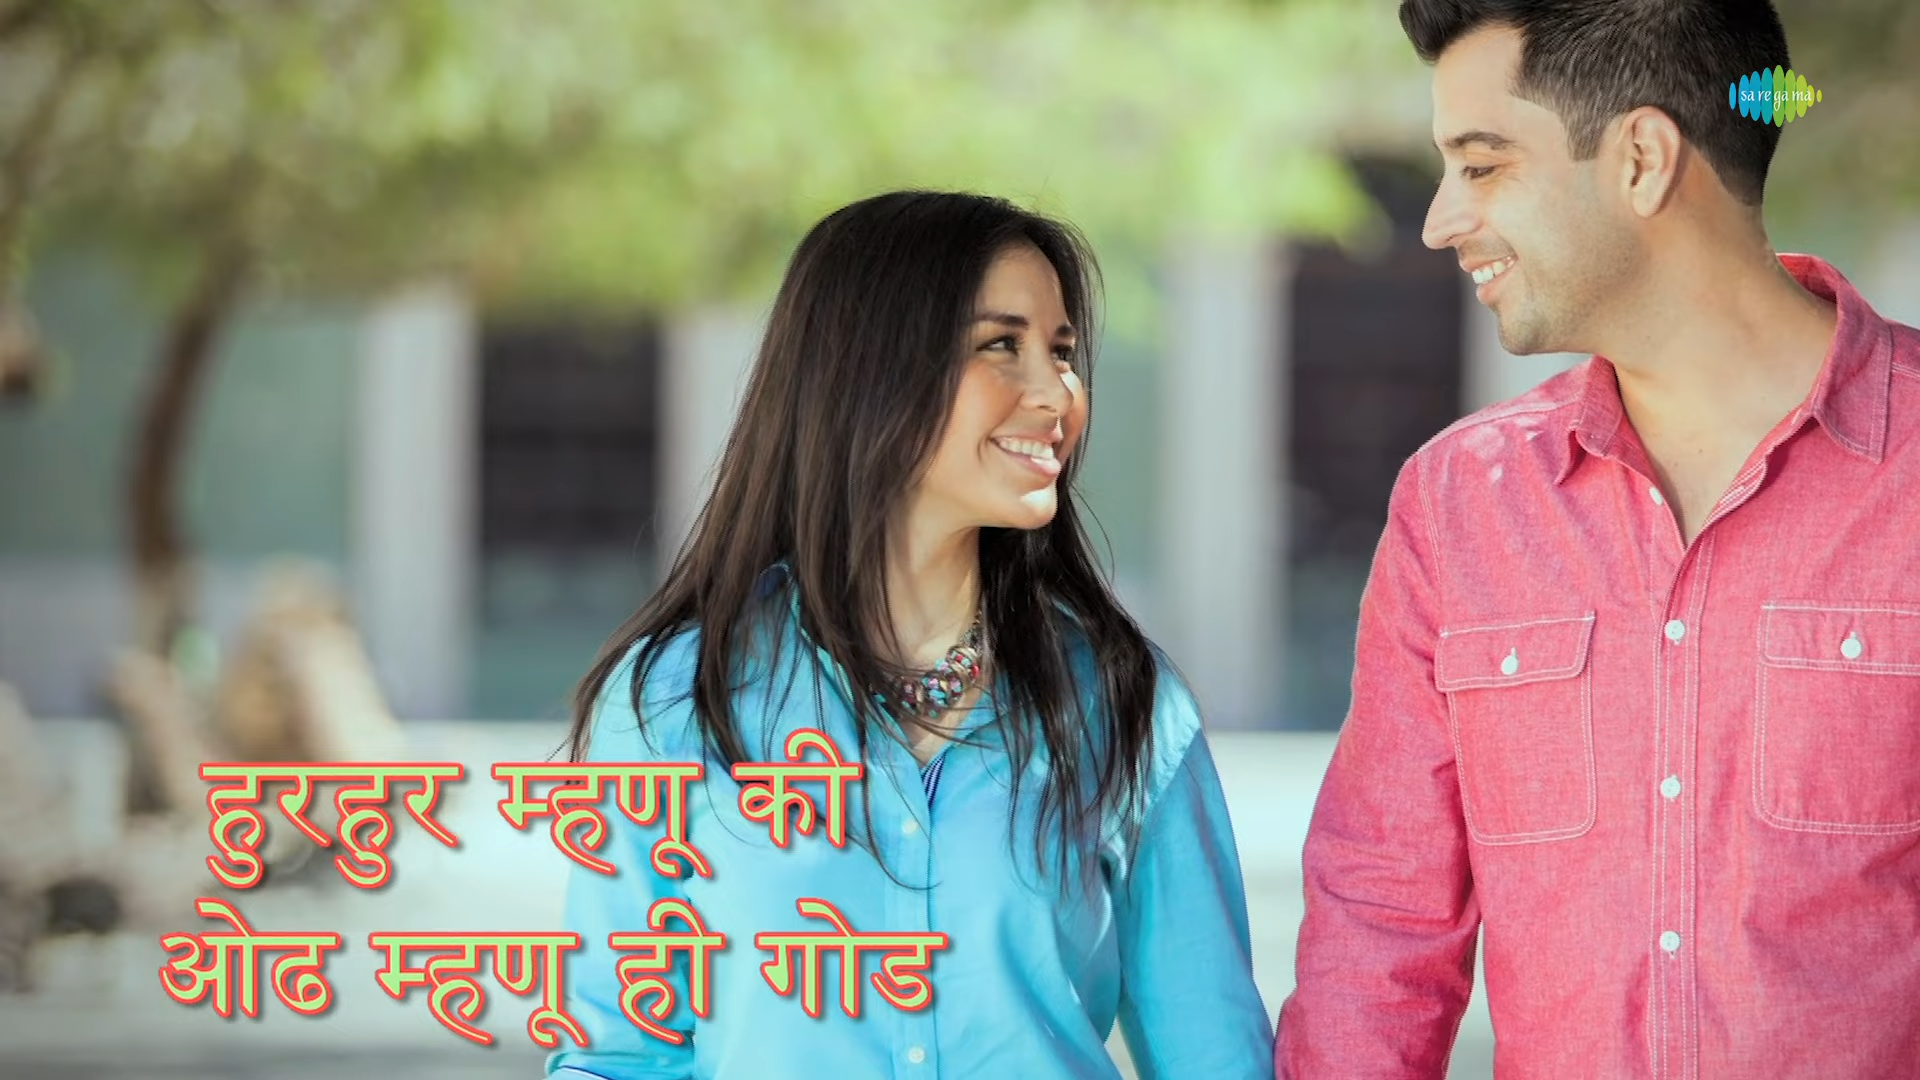 sa re ga ma
हुरहुर म्हणू की
ओढ म्हणू ही गोड